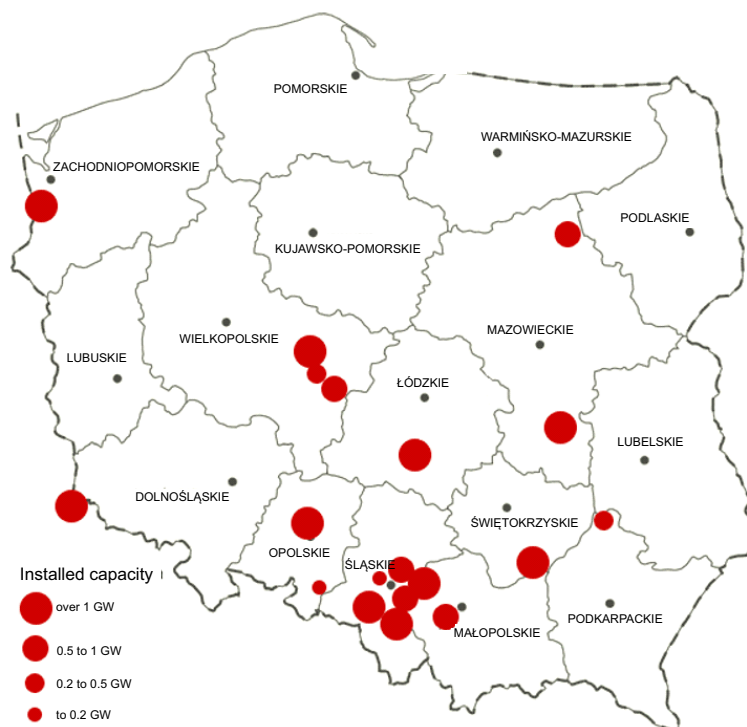 POMORSKIE
WARMIŃSKO-MAZURSKIE
ZACHODNIOPOMORSKIE
PODLASKIE
KUJAWSKO-POMORSKIE
MAZOWIECKIE
WIELKOPOLSKIE
LUBUSKIE
ŁÓDZKIE
LUBELSKIE
DOLNOŚLĄSKIE
ŚWIĘTOKRZYSKIE
OPOLSKIE
ŚLĄSKIE
MAŁOPOLSKIE
PODKARPACKIE
Installed capacity
over 1 GW
0.5 to 1 GW
0.2 to 0.5 GW
to 0.2 GW